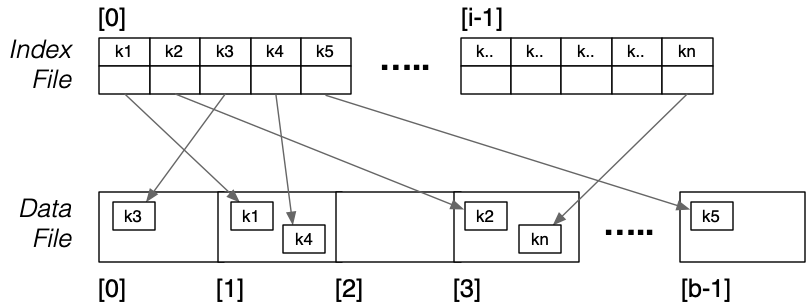 [0] [i-1]
Index File
k1 k2 k3 k4 k5 ..... k.. k.. k.. k.. kn
Data File
k3 k1 k4 k2 kn ..... k5
[0] [1] [2] [3] [b-1]